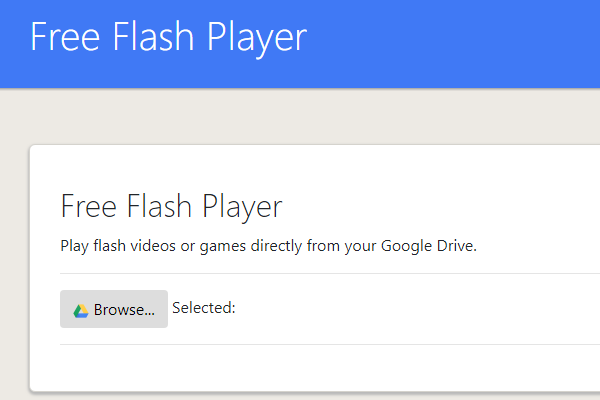 Free Flash Player
Free Flash Player
Play flash videos or games directly from your Google Drive.
Browse... Selected: